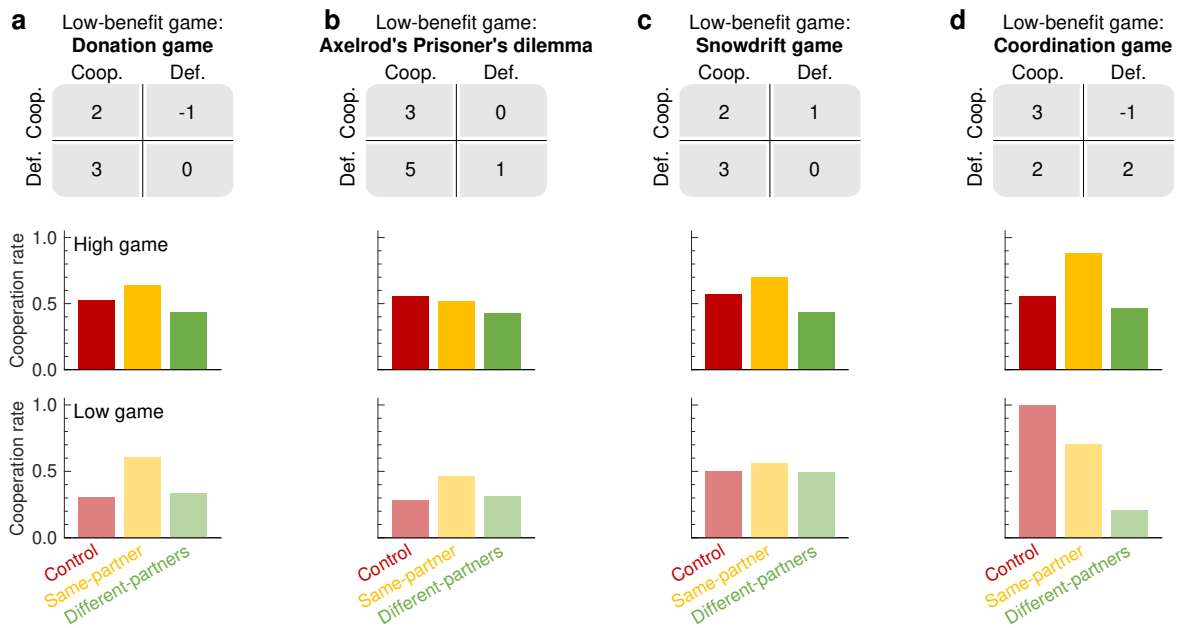 a
Low-benefit game:
Donation game
Coop. Def.
Coop. 2 -1
Def. 3 0
b
Low-benefit game:
Axelrod's Prisoner's dilemma
Coop. Def.
Coop. 3 0
Def. 5 1
c
Low-benefit game:
Snowdrift game
Coop. Def.
Coop. 2 1
Def. 3 0
d
Low-benefit game:
Coordination game
Coop. Def.
Coop. 3 -1
Def. 2 2
High game
Cooperation rate
1.0
0.5
0.0
Low game
Cooperation rate
1.0
0.5
0.0
Control
Same-partner
Different-partners
Control
Same-partner
Different-partners
Control
Same-partner
Different-partners
Control
Same-partner
Different-partners